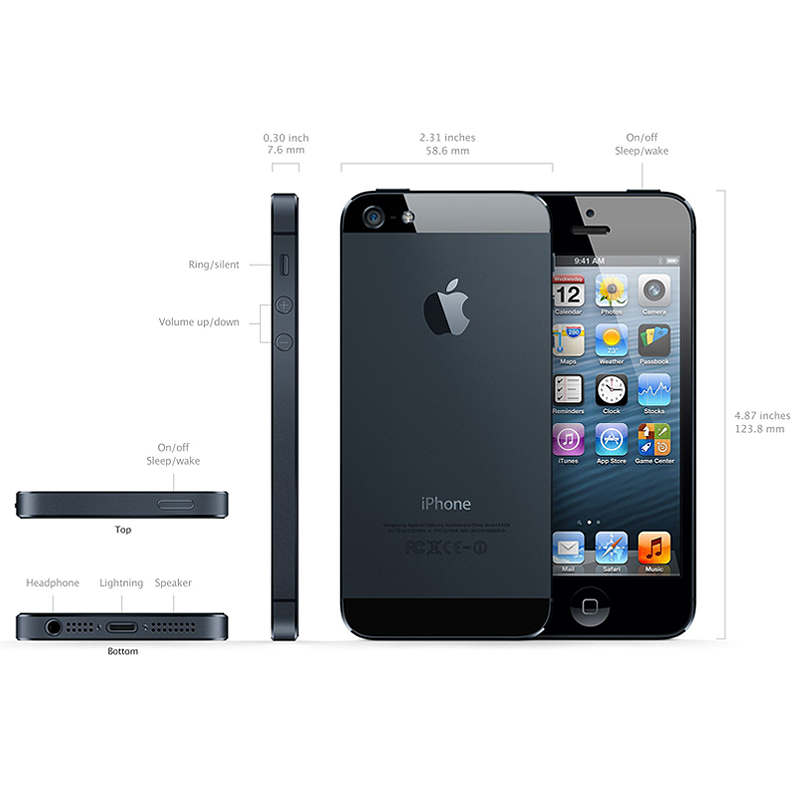 0.30 inch
7.6 mm
2.31 inches
58.6 mm
On/off
Sleep/wake
Ring/silent
Volume up/down
4.87 inches
123.8 mm
On/off
Sleep/wake
Top
Headphone Lightning Speaker
Bottom
iPhone
9:41 AM
Wednesday
12
Calendar Photos Camera
280
73°
Maps Weather Passbook
Reminders Clock Stocks
iTunes App Store Game Center
Mail Safari Music